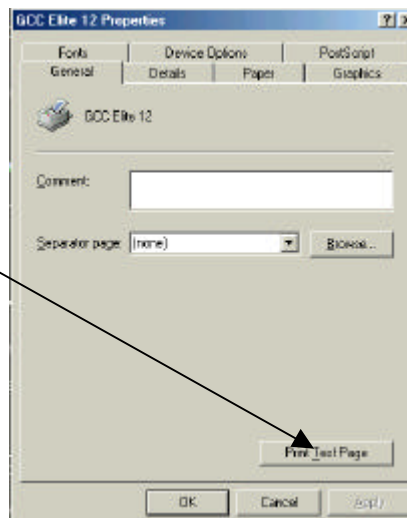 GCC Elite 12 Properties
? X
Fonts Device Options PostScript
General Details Paper Graphics
GCC Elite 12
Comment:
Separator page: (none) Browse...
Print Test Page
OK Cancel Apply